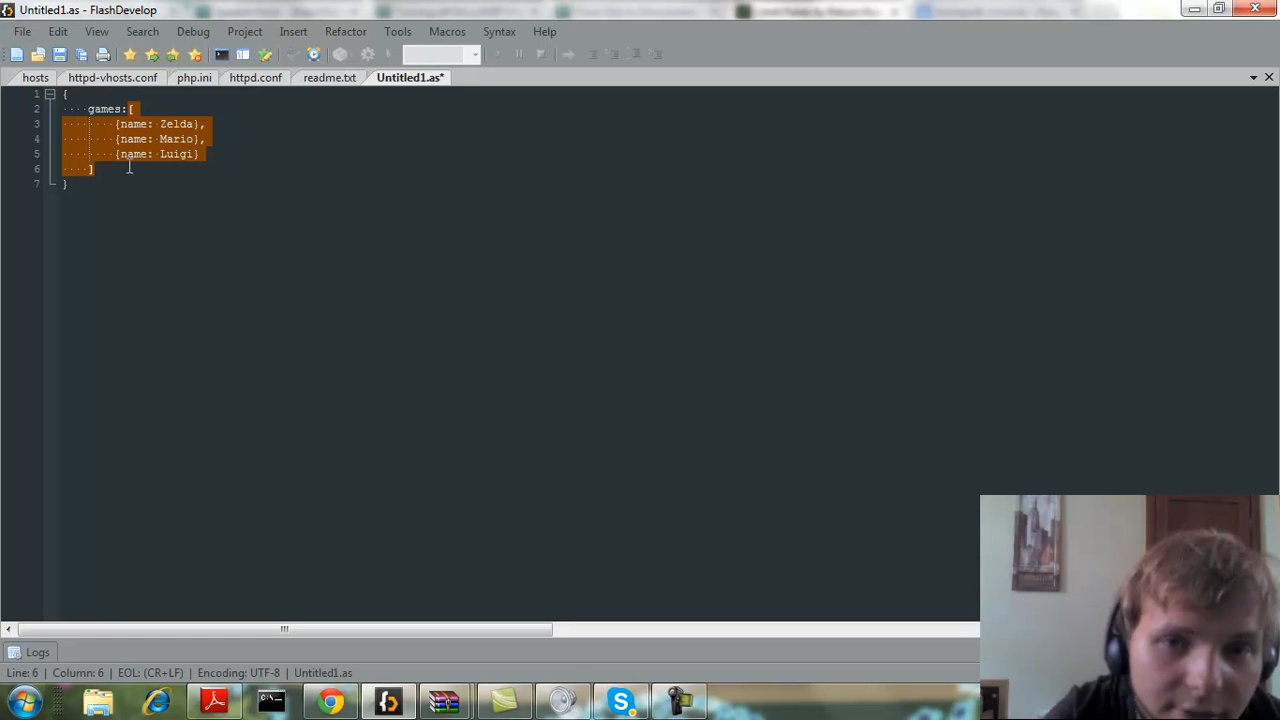 Untitled1.as - FlashDevelop
File Edit View Search Debug Project Insert Refactor Tools Macros Syntax Help
hosts httpd-vhosts.conf php.ini httpd.conf readme.txt Untitled1.as*
1 {
2 games:[
3 {name: Zelda},
4 {name: Mario},
5 {name: Luigi}
6 ]
7 }
Logs
Line: 6 | Column: 6 | EOL: (CR+LF) | Encoding: UTF-8 | Untitled1.as